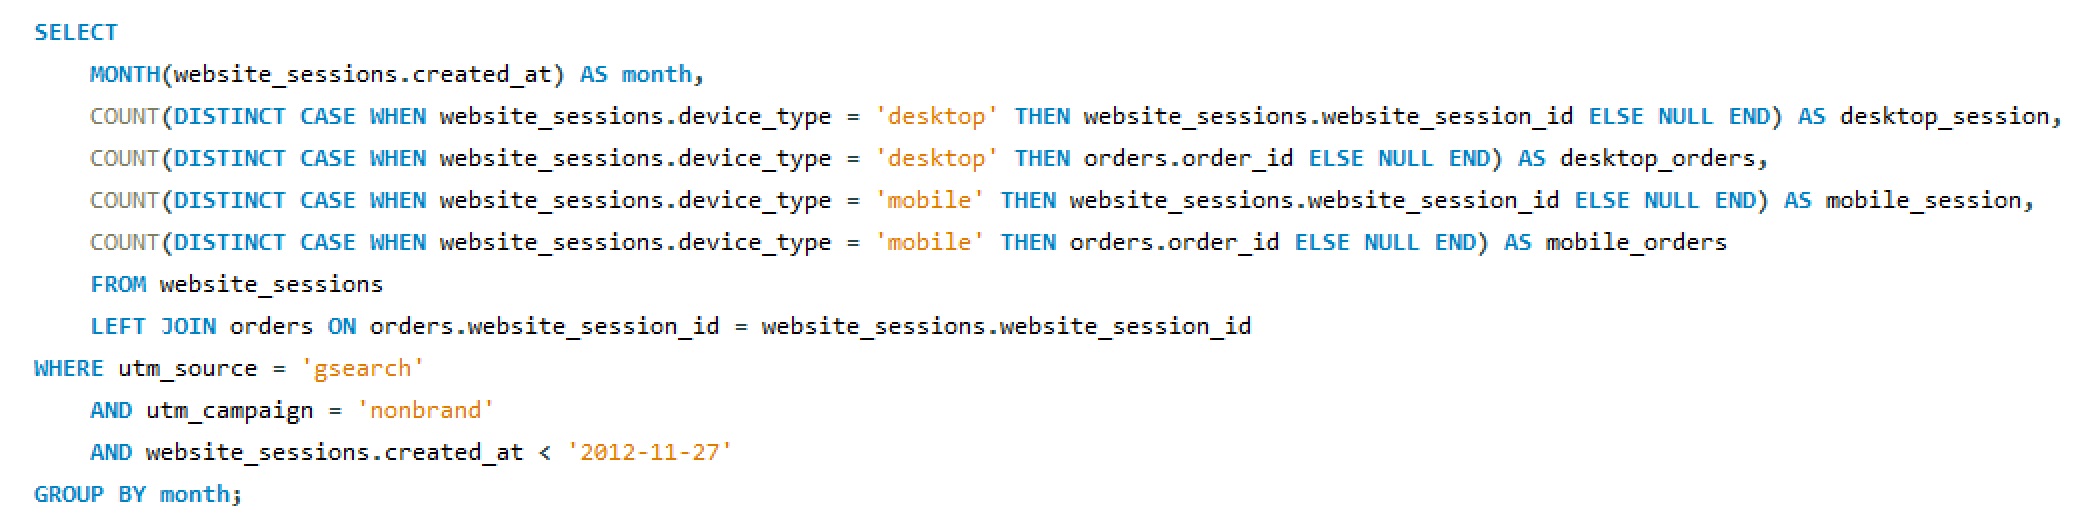 SELECT
MONTH(website_sessions.created_at) AS month,
COUNT(DISTINCT CASE WHEN website_sessions.device_type = 'desktop' THEN website_sessions.website_session_id ELSE NULL END) AS desktop_session,
COUNT(DISTINCT CASE WHEN website_sessions.device_type = 'desktop' THEN orders.order_id ELSE NULL END) AS desktop_orders,
COUNT(DISTINCT CASE WHEN website_sessions.device_type = 'mobile' THEN website_sessions.website_session_id ELSE NULL END) AS mobile_session,
COUNT(DISTINCT CASE WHEN website_sessions.device_type = 'mobile' THEN orders.order_id ELSE NULL END) AS mobile_orders
FROM website_sessions
LEFT JOIN orders ON orders.website_session_id = website_sessions.website_session_id
WHERE utm_source = 'gsearch'
AND utm_campaign = 'nonbrand'
AND website_sessions.created_at < '2012-11-27'
GROUP BY month;